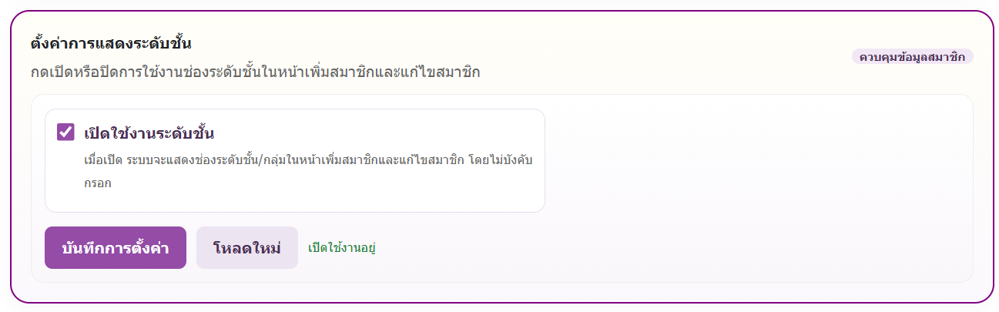 ตั้งค่าการแสดงระดับชั้น
กดเปิดหรือปิดการใช้งานช่องระดับชั้นในหน้าเพิ่มสมาชิกและแก้ไขสมาชิก
ควบคุมข้อมูลสมาชิก
เปิดใช้งานระดับชั้น
เมื่อเปิด ระบบจะแสดงช่องระดับชั้น/กลุ่มในหน้าเพิ่มสมาชิกและแก้ไขสมาชิก โดยไม่บังคับ
กรอก
บันทึกการตั้งค่า โหลดใหม่ เปิดใช้งานอยู่